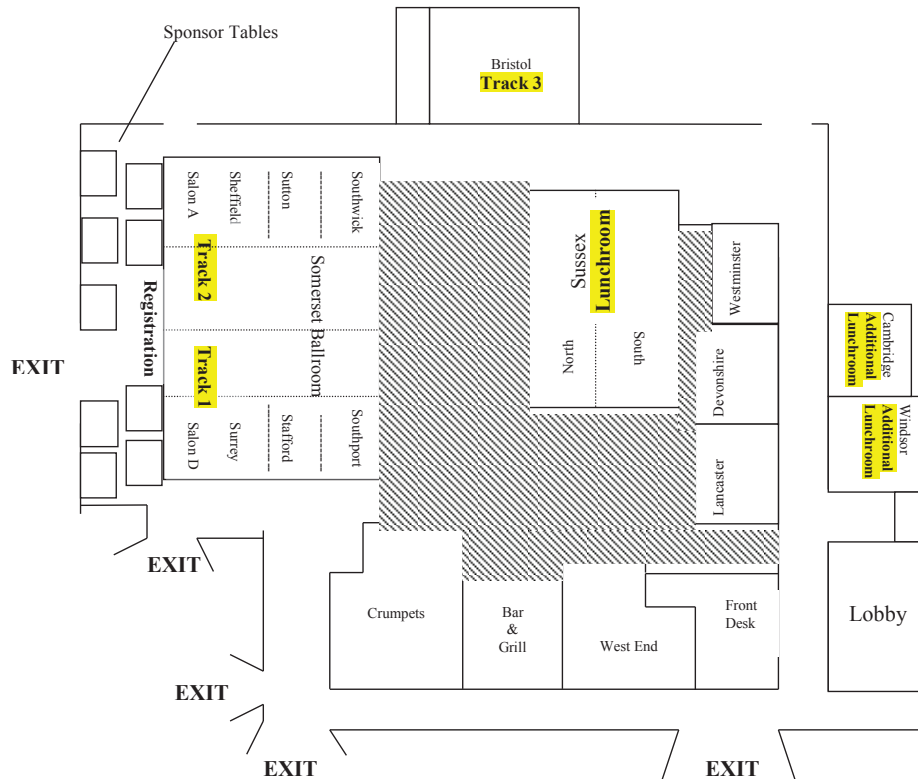 Sponsor Tables
Bristol
Track 3
Salon A
Sheffield
Sutton
Southwick
Track 2
Somerset Ballroom
Registration
Track 1
Salon D
Surrey
Stafford
Southport
Sussex
Lunchroom
North
South
Westminster
Devonshire
Lancaster
Cambridge
Additional
Lunchroom
Windsor
Additional
Lunchroom
EXIT
EXIT
Crumpets
Bar
&
Grill
West End
Front
Desk
Lobby
EXIT
EXIT
EXIT